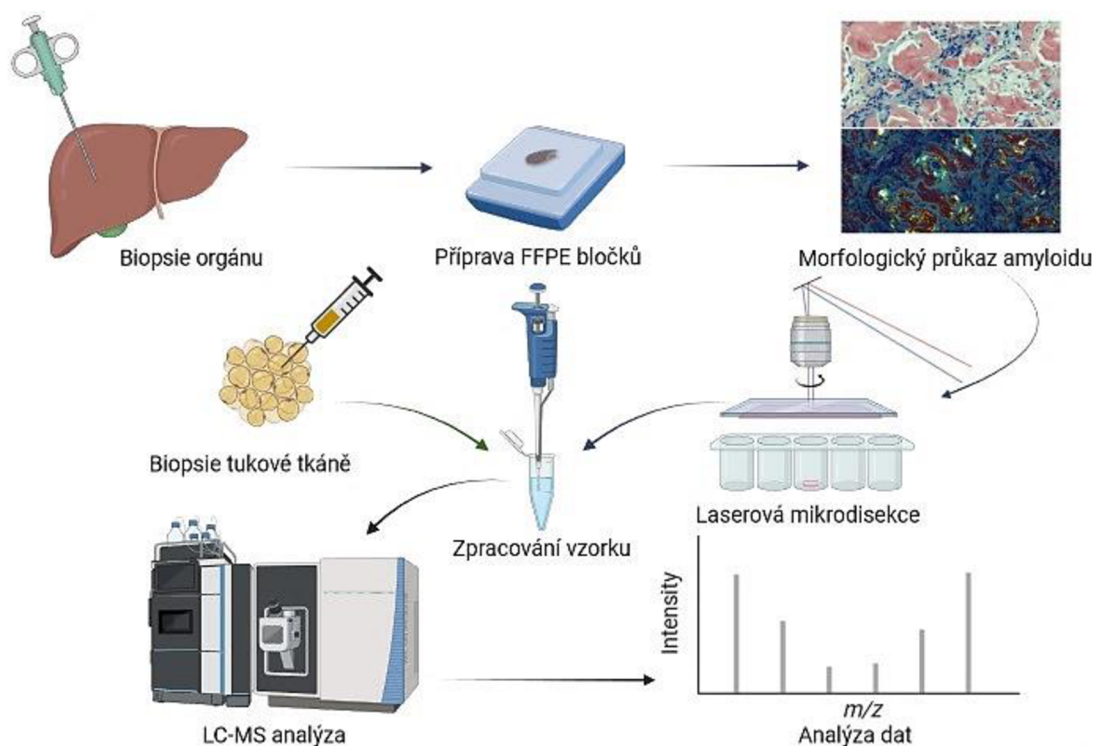 Biopsie orgánu
Příprava FFPE bločků
Morfologický průkaz amyloidu
Biopsie tukové tkáně
Zpracování vzorku
Laserová mikrodisekce
LC-MS analýza
Intensity
m/z
Analýza dat